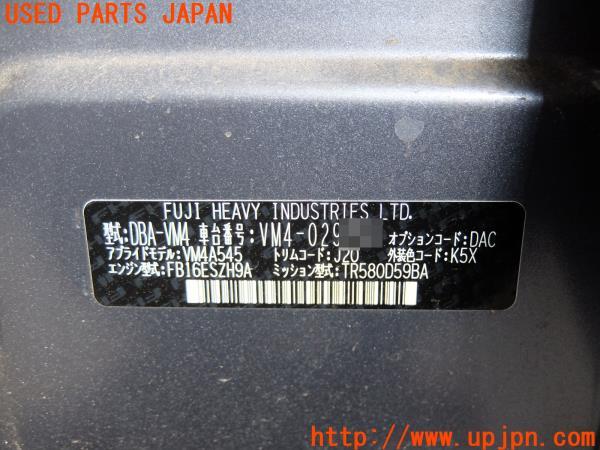 USED PARTS JAPAN
FUJI HEAVY INDUSTRIES LTD.
型式:DBA-VM4 車台番号:VM4-029 オプションコード:DAC
アプライドモデル:VM4A545 トリムコード:J20 外装色コード:K5X
エンジン型式:FB16ESZH9A ミッション型式:TR580D59BA
http://www.upjpn.com/